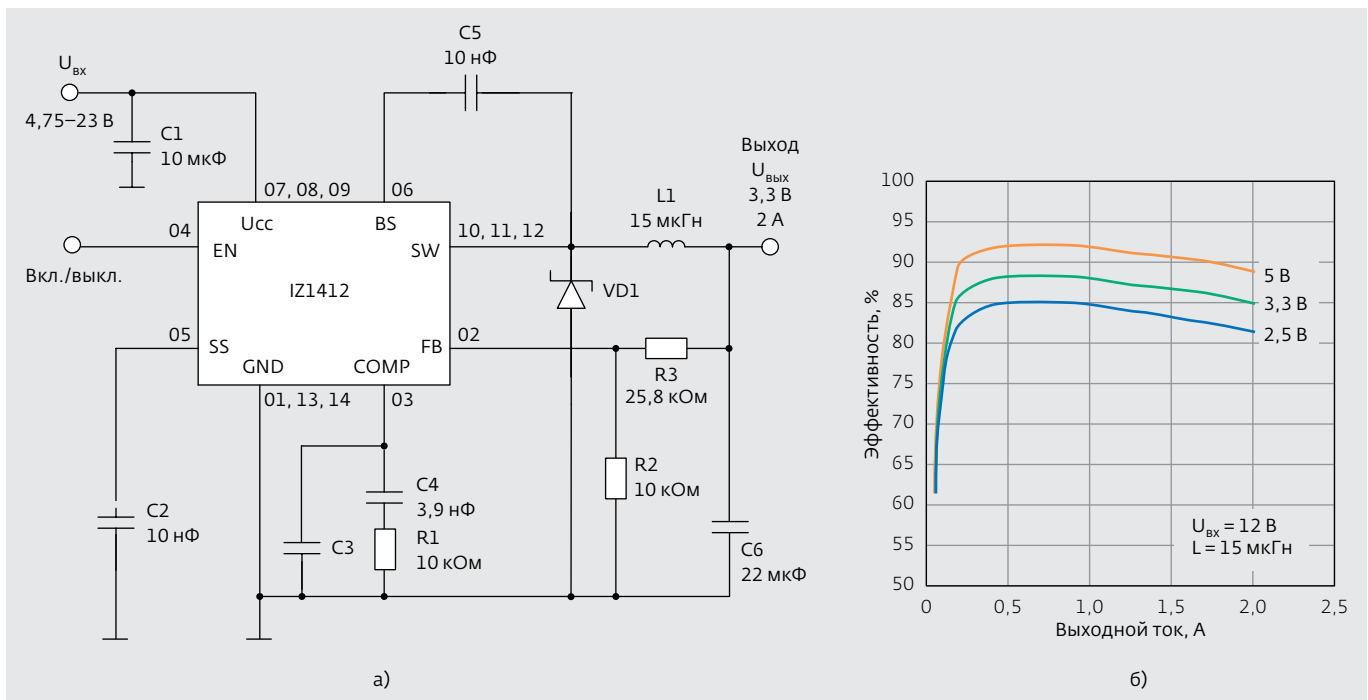 C5
10 нФ
Uвх
4,75–23 В
C1
10 мкФ
07, 08, 09
06
Выход
Uвых
3,3 В
2 А
L1
15 мкГн
Ucc
BS
04
EN
SW
10, 11, 12
Вкл./выкл.
IZ1412
VD1
05
SS
FB
02
GND
COMP
01, 13, 14
03
R3
25,8 кОм
C2
10 нФ
C4
3,9 нФ
C3
R1
10 кОм
R2
10 кОм
C6
22 мкФ
а)
Эффективность, %
100
95
90
85
80
70
65
60
55
50
5 В
3,3 В
2,5 В
Uвх = 12 В
L = 15 мкГн
0
0,5
1,0
1,5
2,0
2,5
Выходной ток, А
б)